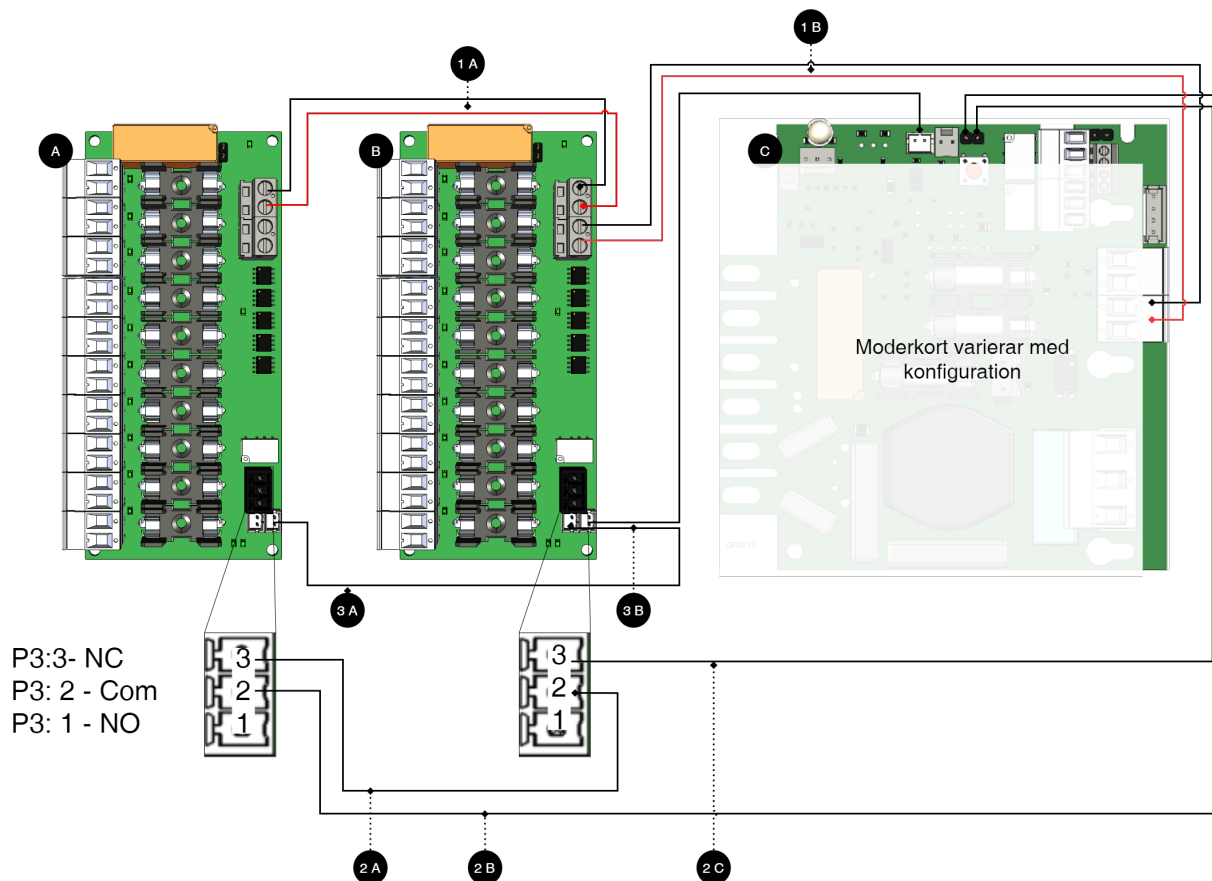 1 B
1 A
A
B
C
Moderkort varierar med
konfiguration
3 A
3 B
P3:3- NC
P3: 2 - Com
P3: 1 - NO
3
2
1
3
2
1
2 A
2 B
2 C